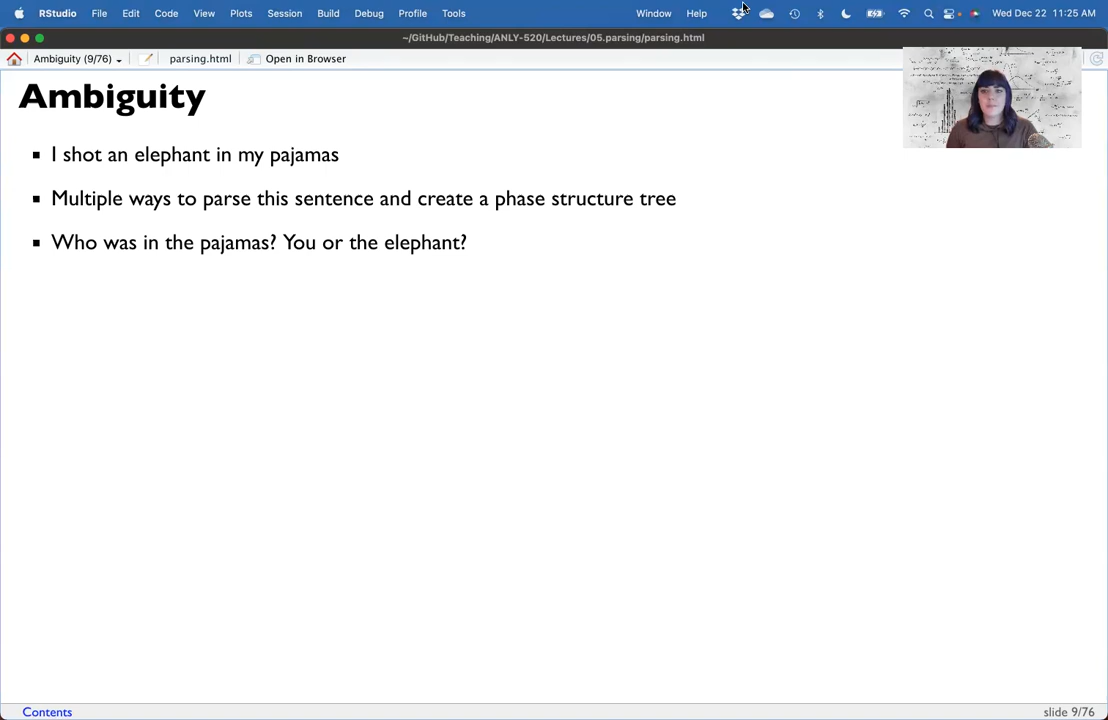 RStudio File Edit Code View Plots Session Build Debug Profile Tools Window Help Wed Dec 22 11:25 AM
~/GitHub/Teaching/ANLY-520/Lectures/05.parsing/parsing.html
Ambiguity (9/76) parsing.html Open in Browser
Ambiguity
I shot an elephant in my pajamas
Multiple ways to parse this sentence and create a phase structure tree
Who was in the pajamas? You or the elephant?
Contents slide 9/76